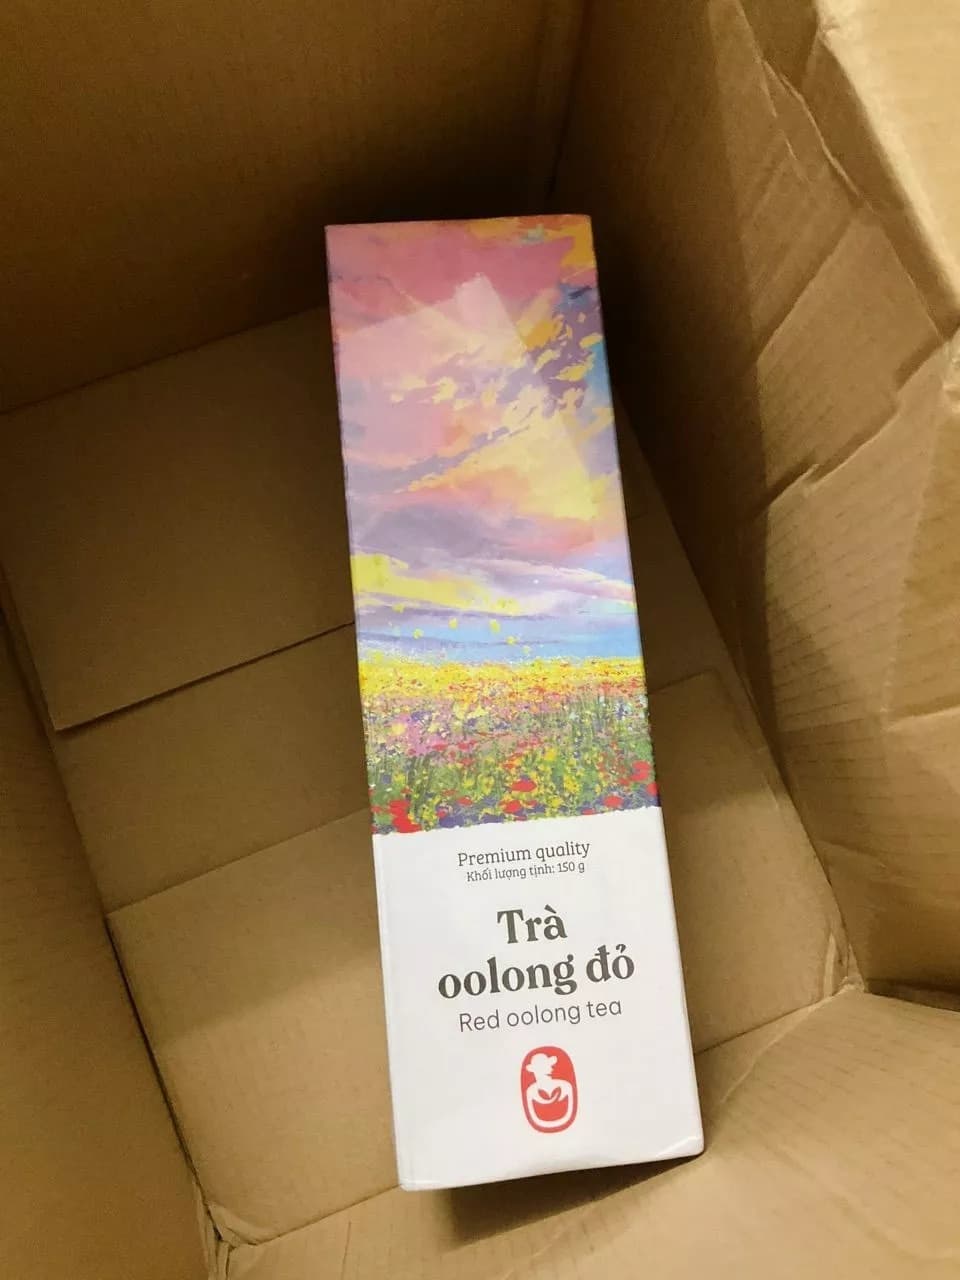 Premium quality
Khối lượng tịnh: 150 g
Trà
oolong đỏ
Red oolong tea